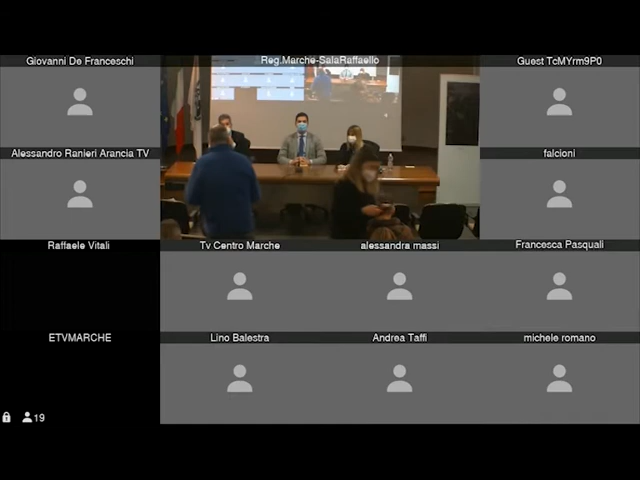 Giovanni De Franceschi
Reg.Marche-SalaRaffaello
Guest TcMYrm9P0
Alessandro Ranieri Arancia TV
falcioni
Raffaele Vitali
Tv Centro Marche
alessandra massi
Francesca Pasquali
ETVMARCHE
Lino Balestra
Andrea Taffi
michele romano
19